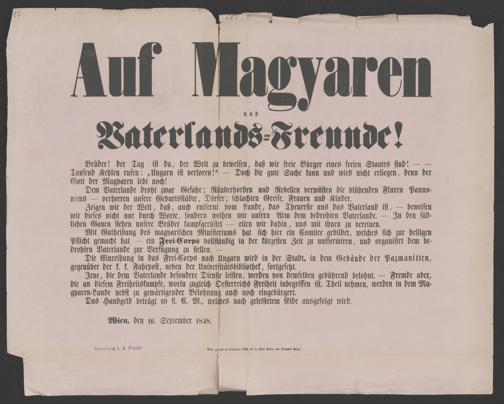 Auf Magyaren
und
Vaterlands-Freunde!
Brüder! der Tag ist da, der Welt zu beweisen, daß wir freie Bürger eines freien Staates sind! — —
Tausend Kehlen rufen: „Ungarn ist verloren!“ — Doch die gute Sache kann und wird nicht erliegen, denn der
Gott der Magyaren lebt noch!
Dem Vaterlande droht zwar Gefahr; Räuberhorden und Rebellen verwüsten die blühenden Fluren Panno-
niens — verheeren unsere Geburtsstädte, Dörfer; schlachten Greise, Frauen und Kinder.
Zeigen wir der Welt, daß, auch entfernt vom Lande, das Theuerste uns das Vaterland ist, — beweisen
wir dieses nicht nur durch Worte, sondern weihen wir unsern Arm dem bedrohten Vaterlande. — In den süd-
lichen Gauen stehen unsere Brüder kampfgerüstet — eilen wir dahin, uns mit ihnen zu vereinen.
Mit Gutheißung des magyarischen Ministeriums hat sich hier ein Comitee gebildet, welches sich zur heiligen
Pflicht gemacht hat — ein Frei-Corps vollständig in der kürzesten Zeit zu uniformiren, und organisirt dem be-
drohten Vaterlande zur Verfügung zu stellen. —
Die Einreihung in das Frei-Corps nach Ungarn wird in der Stadt, in dem Gebäude der Pazmaniten,
gegenüber der k. k. Fahrpost, neben der Universitätsbibliothek, fortgesetzt.
Jene, die dem Vaterlande besondere Dienste leisten, werden von demselben gebührend belohnt. — Fremde aber,
die an diesem Freiheitskampfe, worin zugleich Oesterreichs Freiheit inbegriffen ist, Theil nehmen, werden in dem Ma-
gyaren-Lande nebst zu gewärtigender Belohnung auch noch eingebürgert.
Das Handgeld beträgt 10 fl. C. M., welches nach geleistetem Eide ausgefolgt wird.
Wien, den 16. September 1848.